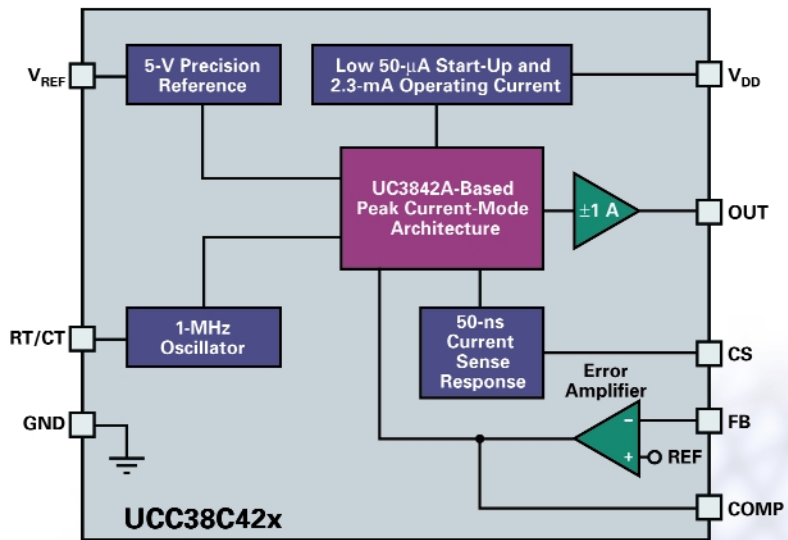 5-V Precision
Reference
Low 50-µA Start-Up and
2.3-mA Operating Current
VREF
VDD
UC3842A-Based
Peak Current-Mode
Architecture
±1 A
OUT
RT/CT
1-MHz
Oscillator
50-ns
Current
Sense
Response
CS
Error
Amplifier
GND
–
FB
+
REF
COMP
UCC38C42x